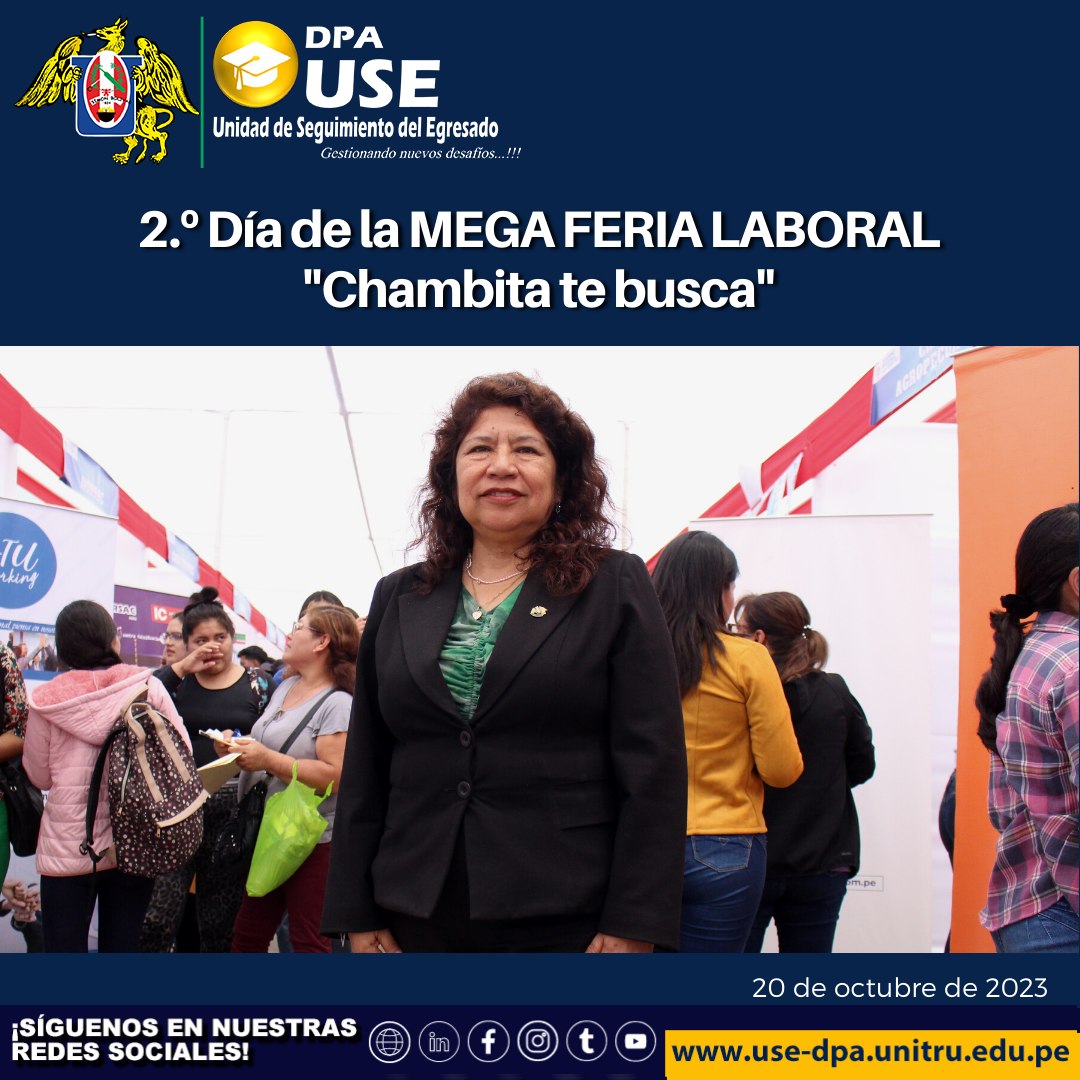 DPA
USE
Unidad de Seguimiento del Egresado
Gestionando nuevos desafíos...!!!
2.º Día de la MEGA FERIA LABORAL
"Chambita te busca"
20 de octubre de 2023
¡SÍGUENOS EN NUESTRAS
REDES SOCIALES!
www.use-dpa.unitru.edu.pe